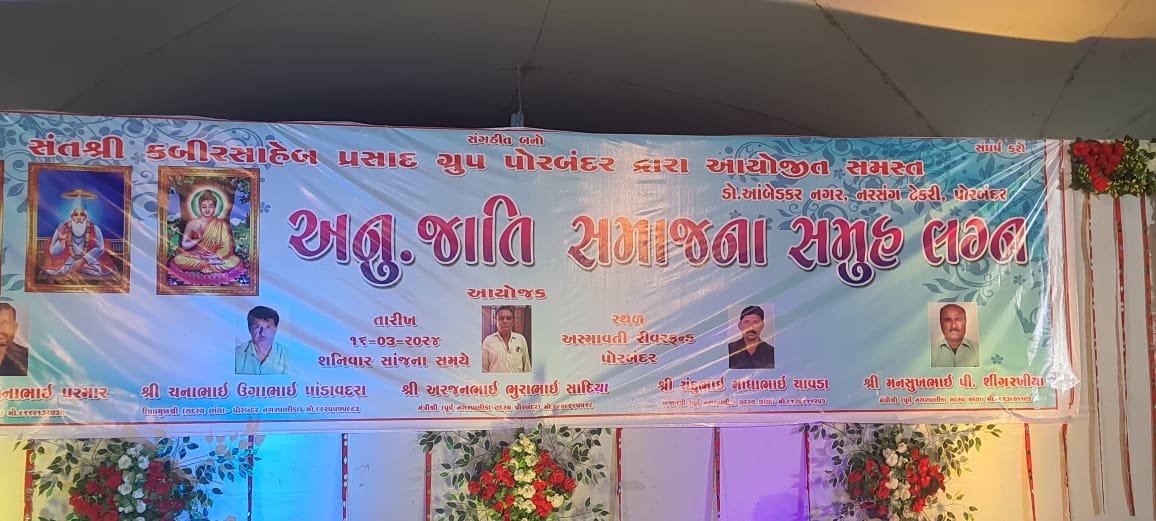 સંગઠીત બનો
સંઘર્ષ કરો
સંતશ્રી કબીરસાહેબ પ્રસાદ ગ્રુપ પોરબંદર દ્રારા આયોજીત સમસ્ત
ડો.આંબેડકર નગર, નરસંગ ટેકરી, પોરબંદર
અનુ. જાતિ સમાજના સમુહ લગ્ન
આયોજક
તારીખ
૧૬-૦૩-૨૦૨૪
શનિવાર સાંજના સમયે
સ્થળ
અસ્માવતી રીવરફ્રન્ટ
પોરબંદર
નાભાઇ પરમાર
શ્રી ચનાભાઇ ઉગાભાઇ પાંડાવદરા
શ્રી અરજનભાઇ ભુરાભાઇ સાદિયા
શ્રી ચંદુભાઇ માધાભાઇ ચાવડા
શ્રી મનસુખભાઇ પી. શીંગરખીયા